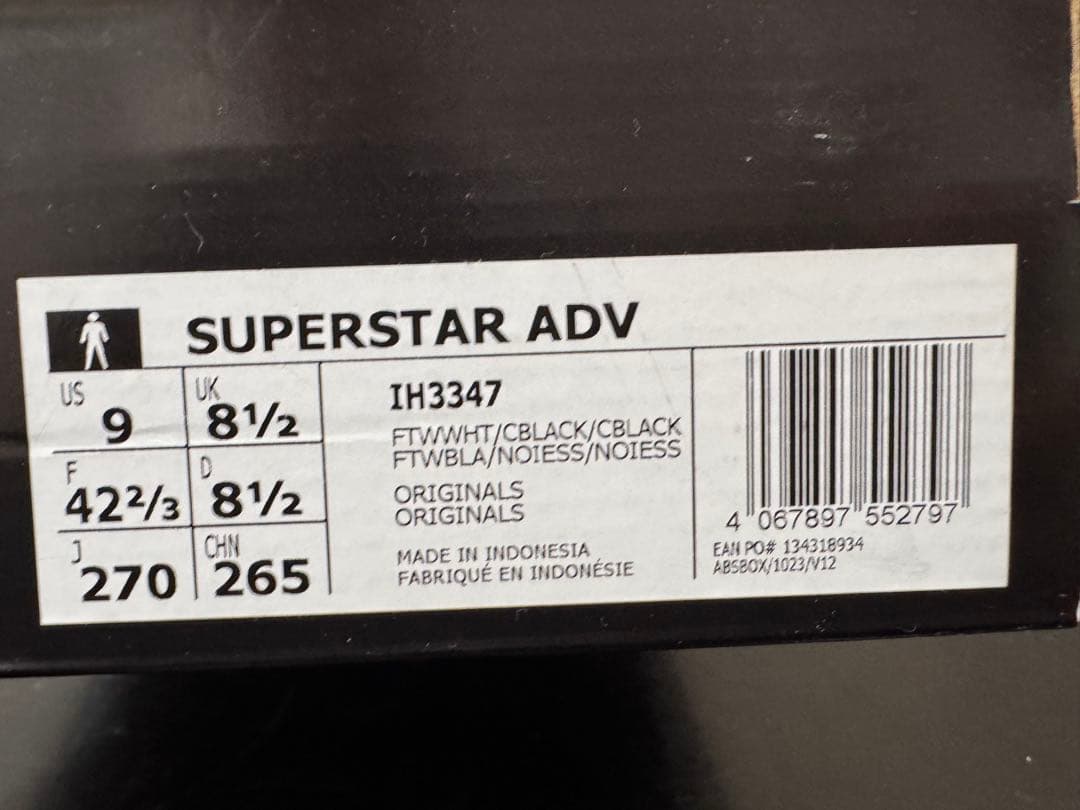 SUPERSTAR ADV
US 9
UK 8½
F 42⅔
D 8½
J 270
CHN 265
IH3347
FTWWHT/CBLACK/CBLACK
FTWBLA/NOIESS/NOIESS
ORIGINALS
ORIGINALS
MADE IN INDONESIA
FABRIQUÉ EN INDONÉSIE
4 067897 552797
EAN PO# 134318934
ABSBOX/1023/V12